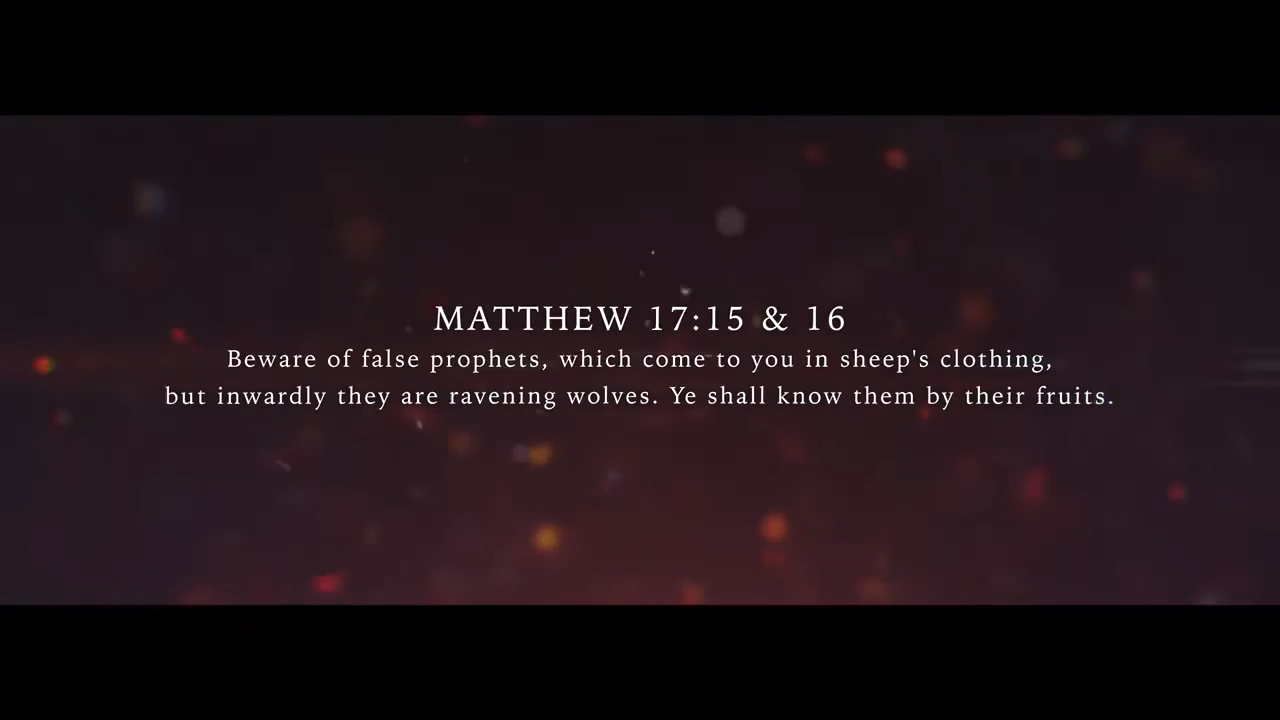 MATTHEW 17:15 & 16
Beware of false prophets, which come to you in sheep's clothing,
but inwardly they are ravening wolves. Ye shall know them by their fruits.